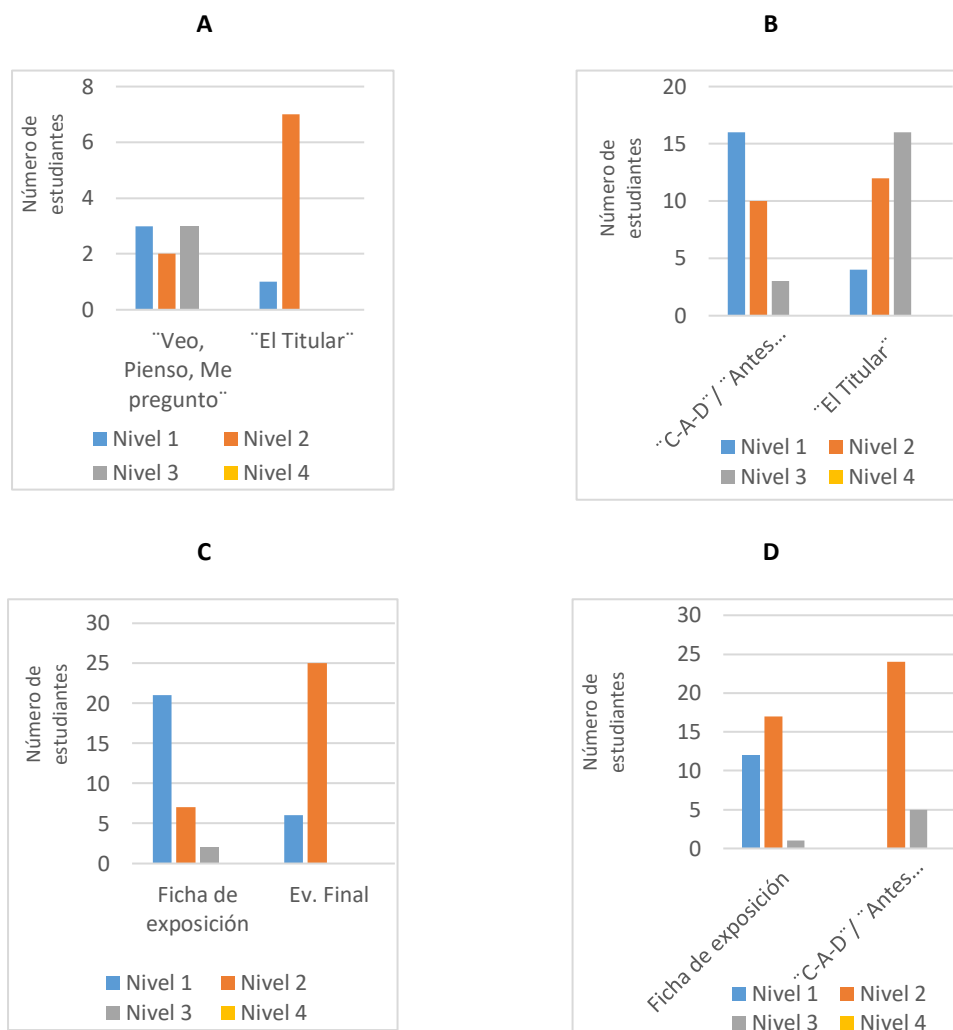 A
Número de
estudiantes
8
6
4
2
0
¨Veo,
Pienso, Me
pregunto¨
¨El Titular¨
Nivel 1
Nivel 2
Nivel 3
Nivel 4
B
Número de
estudiantes
20
15
10
5
0
¨C-A-D¨/ ¨Antes...
¨El Titular¨
Nivel 1
Nivel 2
Nivel 3
Nivel 4
C
Número de
estudiantes
30
25
20
15
10
5
0
Ficha de
exposición
Ev. Final
Nivel 1
Nivel 2
Nivel 3
Nivel 4
D
Número de
estudiantes
30
25
20
15
10
5
0
Ficha de exposición
¨C-A-D¨/ ¨Antes...
Nivel 1
Nivel 2
Nivel 3
Nivel 4